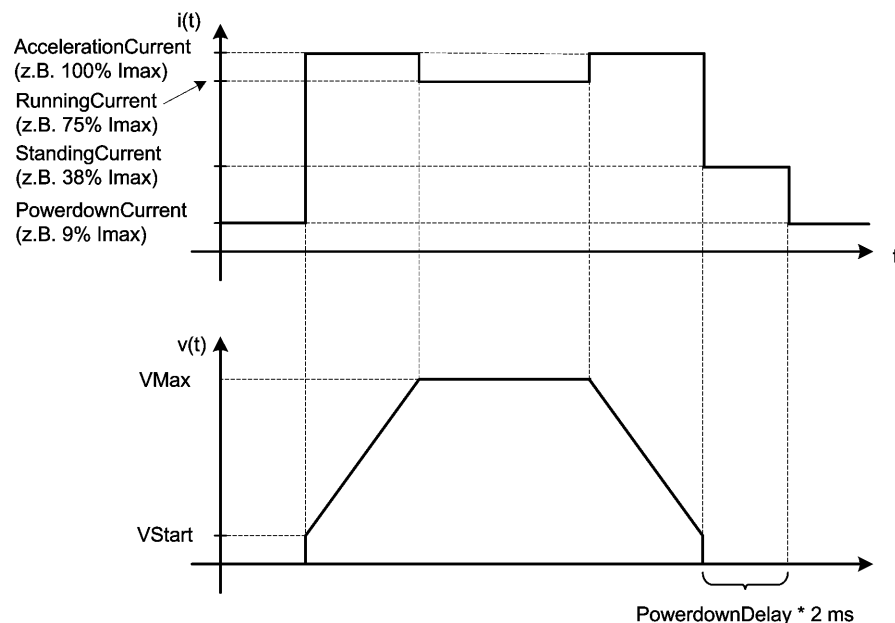 i(t)
AccelerationCurrent
(z.B. 100% Imax)
RunningCurrent
(z.B. 75% Imax)
StandingCurrent
(z.B. 38% Imax)
PowerdownCurrent
(z.B. 9% Imax)
t
v(t)
VMax
VStart
PowerdownDelay * 2 ms